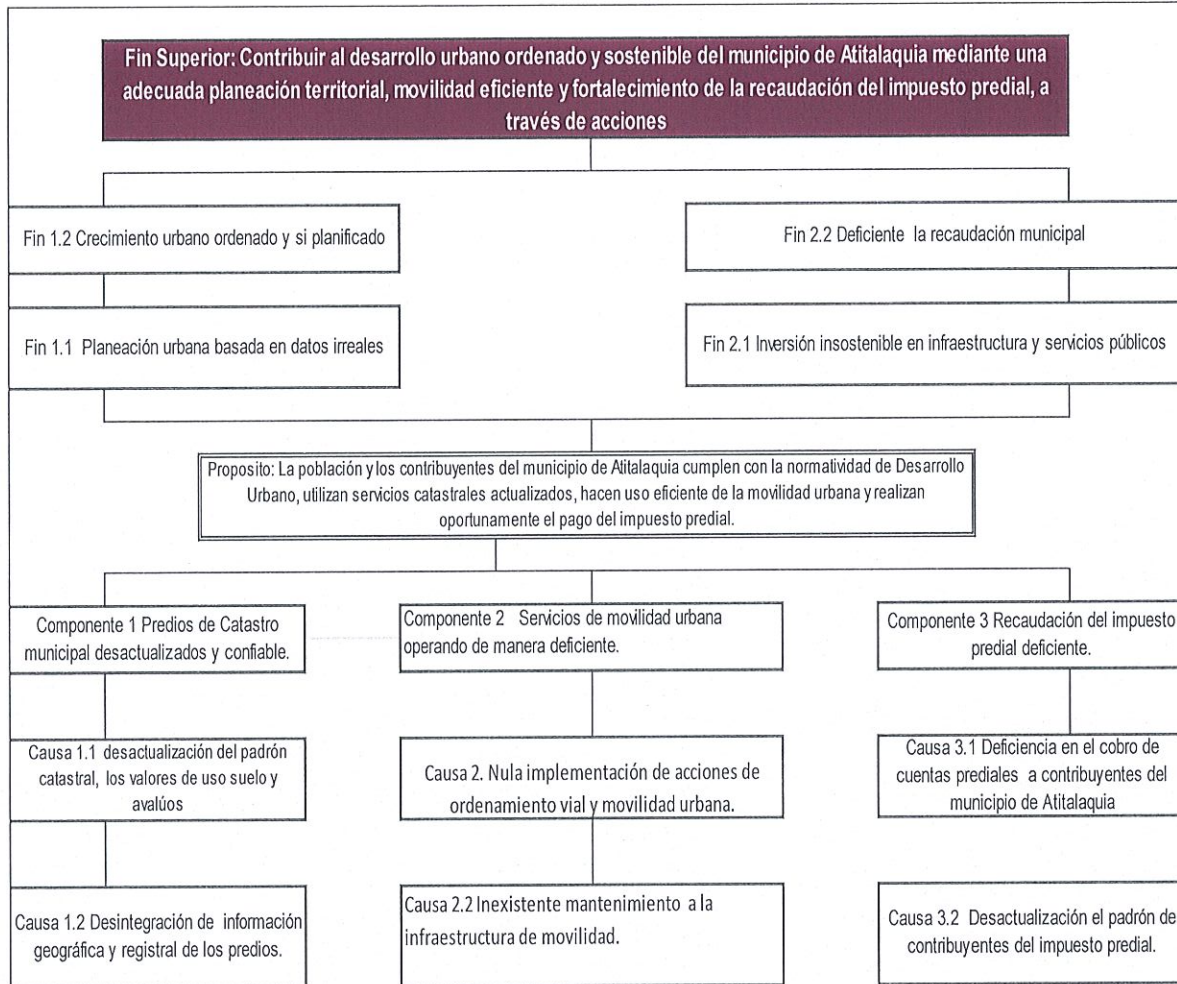 Fin Superior: Contribuir al desarrollo urbano ordenado y sostenible del municipio de Atitalaquia mediante una
adecuada planeación territorial, movilidad eficiente y fortalecimiento de la recaudación del impuesto predial, a
través de acciones
Fin 1.2 Crecimiento urbano ordenado y si planificado
Fin 2.2 Deficiente la recaudación municipal
Fin 1.1 Planeación urbana basada en datos irreales
Fin 2.1 Inversión insostenible en infraestructura y servicios públicos
Proposito: La población y los contribuyentes del municipio de Atitalaquia cumplen con la normatividad de Desarrollo
Urbano, utilizan servicios catastrales actualizados, hacen uso eficiente de la movilidad urbana y realizan
oportunamente el pago del impuesto predial.
Componente 1 Predios de Catastro
municipal desactualizados y confiable.
Componente 2 Servicios de movilidad urbana
operando de manera deficiente.
Componente 3 Recaudación del impuesto
predial deficiente.
Causa 1.1 desactualización del padrón
catastral, los valores de uso suelo y
avalúos
Causa 2. Nula implementación de acciones de
ordenamiento vial y movilidad urbana.
Causa 3.1 Deficiencia en el cobro de
cuentas prediales a contribuyentes del
municipio de Atitalaquia
Causa 1.2 Desintegración de información
geográfica y registral de los predios.
Causa 2.2 Inexistente mantenimiento a la
infraestructura de movilidad.
Causa 3.2 Desactualización el padrón de
contribuyentes del impuesto predial.